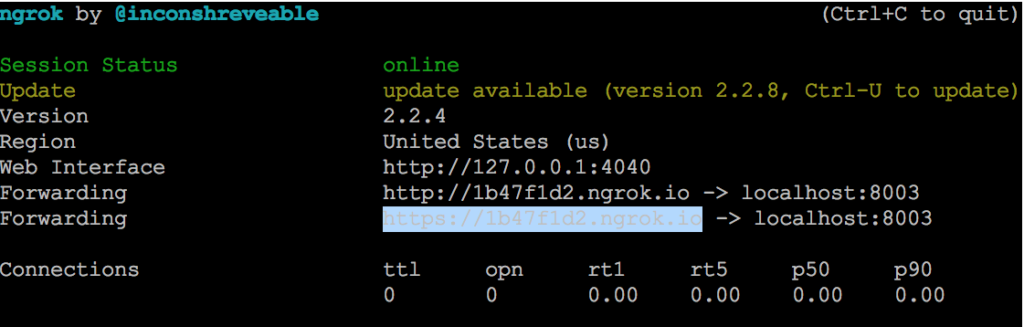 ngrok by @inconshreveable (Ctrl+C to quit)
Session Status online
Update update available (version 2.2.8, Ctrl-U to update)
Version 2.2.4
Region United States (us)
Web Interface http://127.0.0.1:4040
Forwarding http://1b47f1d2.ngrok.io -> localhost:8003
Forwarding https://1b47f1d2.ngrok.io -> localhost:8003
Connections ttl opn rt1 rt5 p50 p90
0 0 0.00 0.00 0.00 0.00